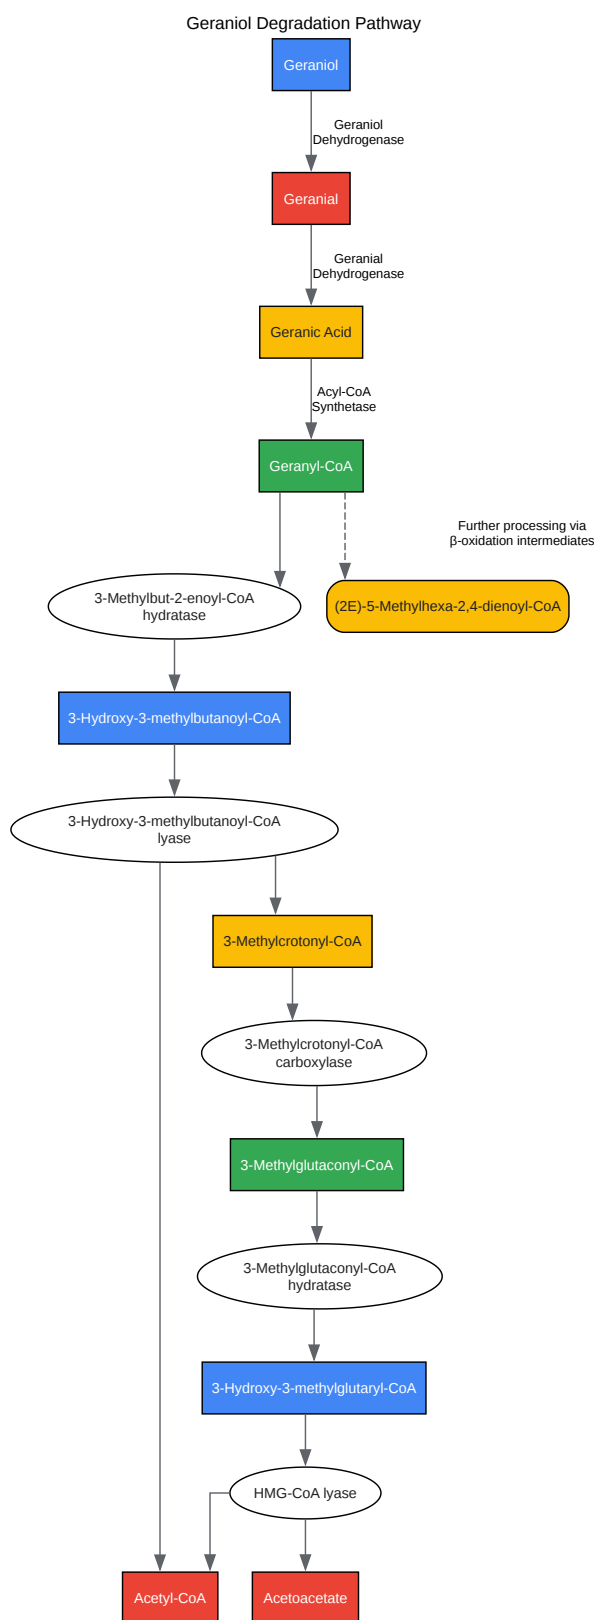 Geraniol Degradation Pathway
Geraniol
Geraniol
Dehydrogenase
Geranial
Geranial
Dehydrogenase
Geranic Acid
Acyl-CoA
Synthetase
Geranyl-CoA
Further processing via
β-oxidation intermediates
3-Methylbut-2-enoyl-CoA
hydratase
(2E)-5-Methylhexa-2,4-dienoyl-CoA
3-Hydroxy-3-methylbutanoyl-CoA
3-Hydroxy-3-methylbutanoyl-CoA
lyase
3-Methylcrotonyl-CoA
3-Methylcrotonyl-CoA
carboxylase
3-Methylglutaconyl-CoA
3-Methylglutaconyl-CoA
hydratase
3-Hydroxy-3-methylglutaryl-CoA
HMG-CoA lyase
Acetyl-CoA
Acetoacetate